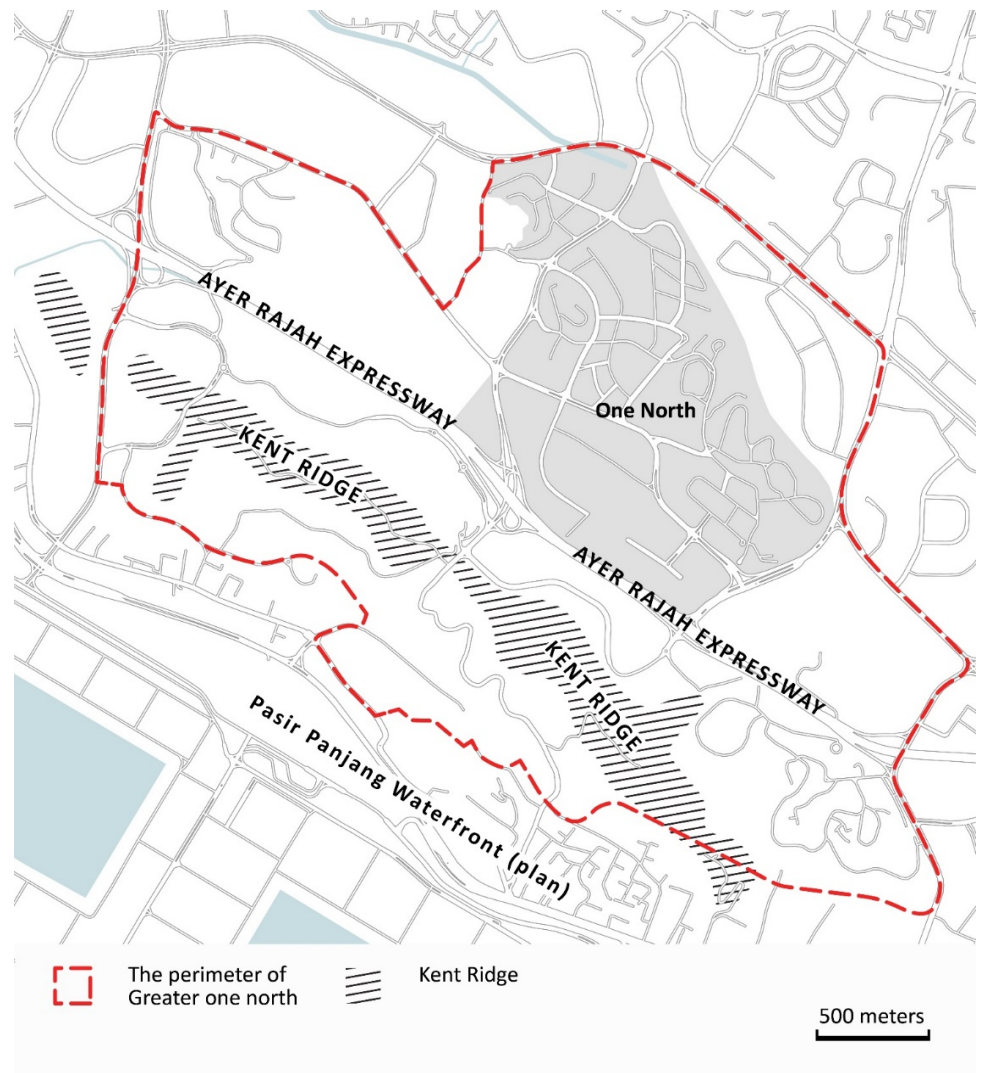 AYER RAJAH EXPRESSWAY
One North
KENT RIDGE
AYER RAJAH EXPRESSWAY
KENT RIDGE
Pasir Panjang Waterfront (plan)
The perimeter of
Greater one north
Kent Ridge
500 meters